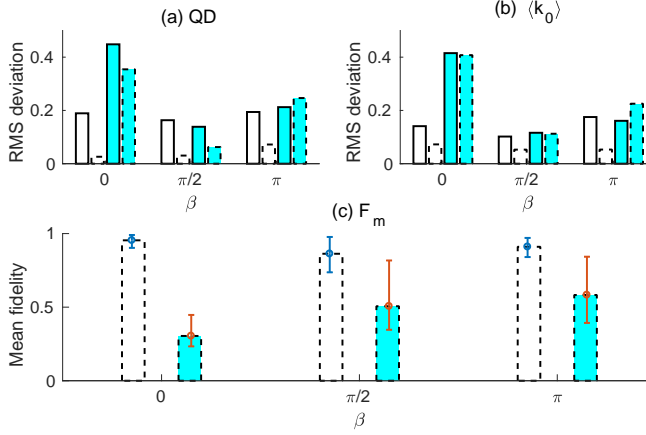 (a) QD
RMS deviation
0.4
0.2
0
0
π/2
π
β
(b) ⟨k₀⟩
RMS deviation
0.4
0.2
0
0
π/2
π
β
(c) Fₘ
Mean fidelity
1
0.5
0
0
π/2
π
β